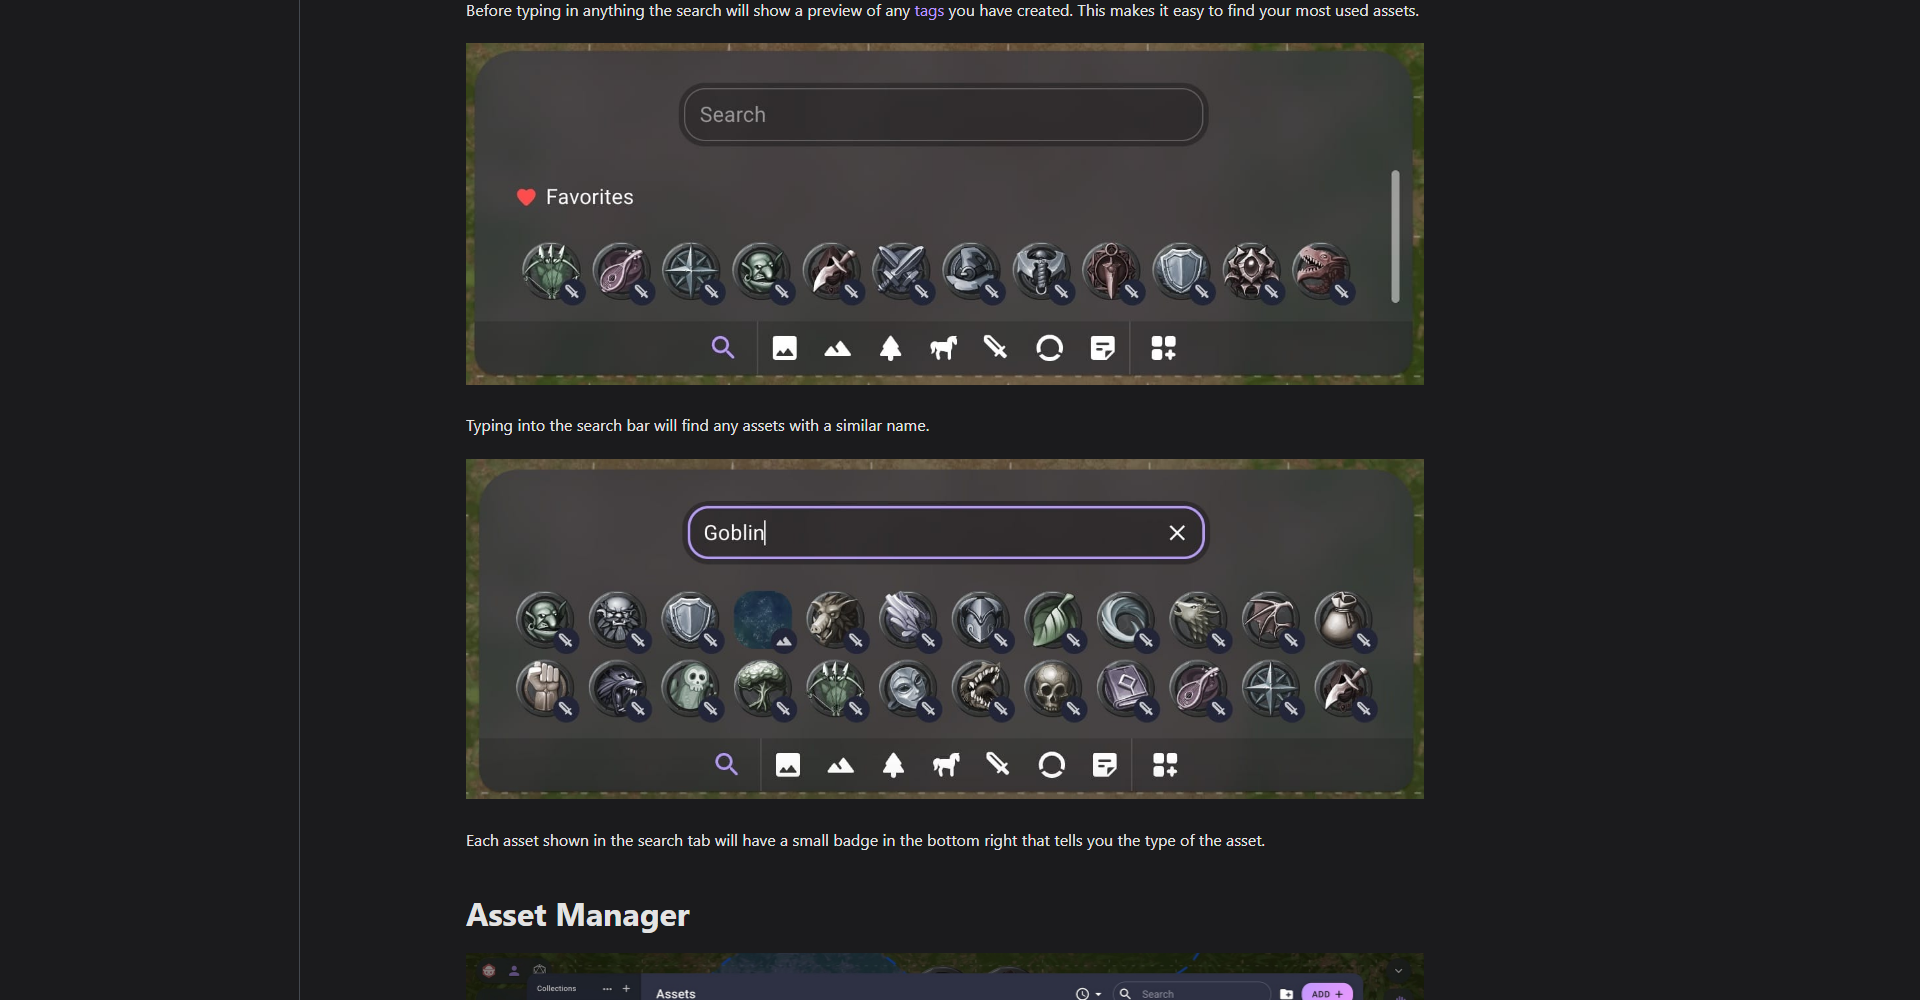 Before typing in anything the search will show a preview of any tags you have created. This makes it easy to find your most used assets.
Search
Favorites
Typing into the search bar will find any assets with a similar name.
Goblin
Each asset shown in the search tab will have a small badge in the bottom right that tells you the type of the asset.
Asset Manager
Collections
Assets
Search
ADD +